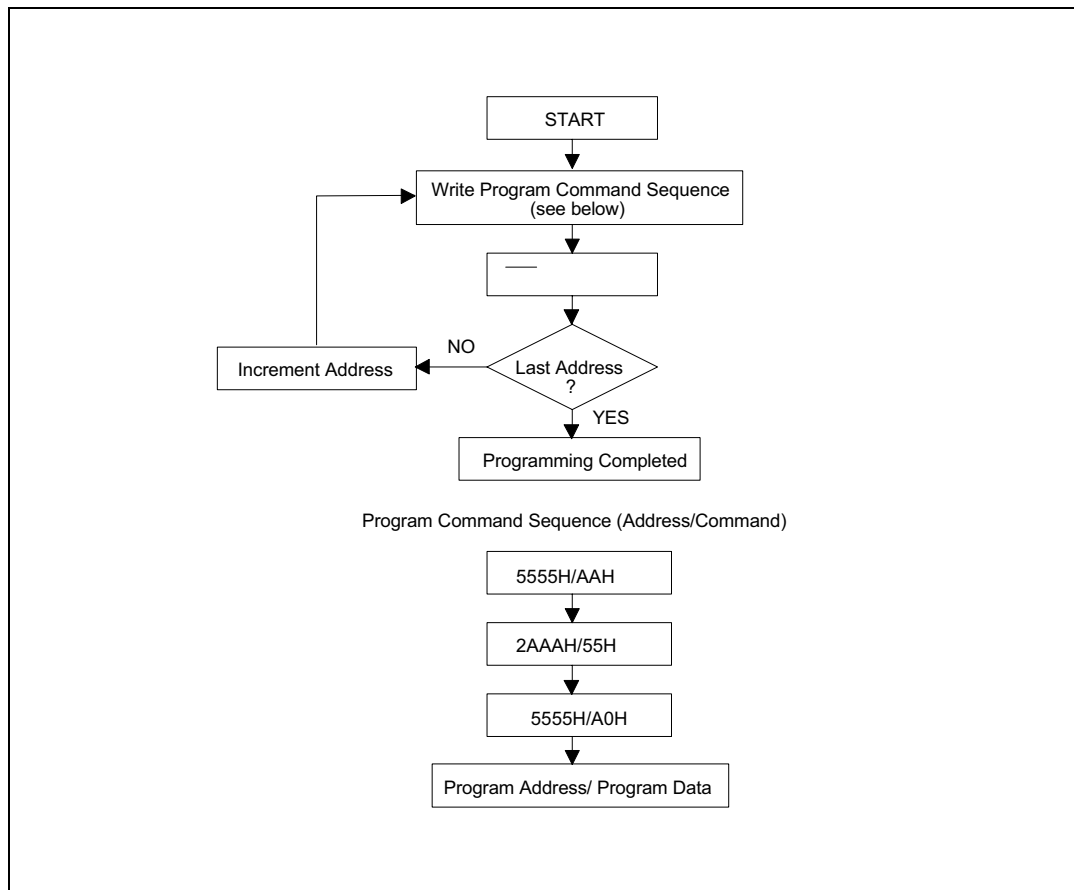 START
Write Program Command Sequence
(see below)
NO
Increment Address
Last Address
?
YES
Programming Completed
Program Command Sequence (Address/Command)
5555H/AAH
2AAAH/55H
5555H/A0H
Program Address/ Program Data